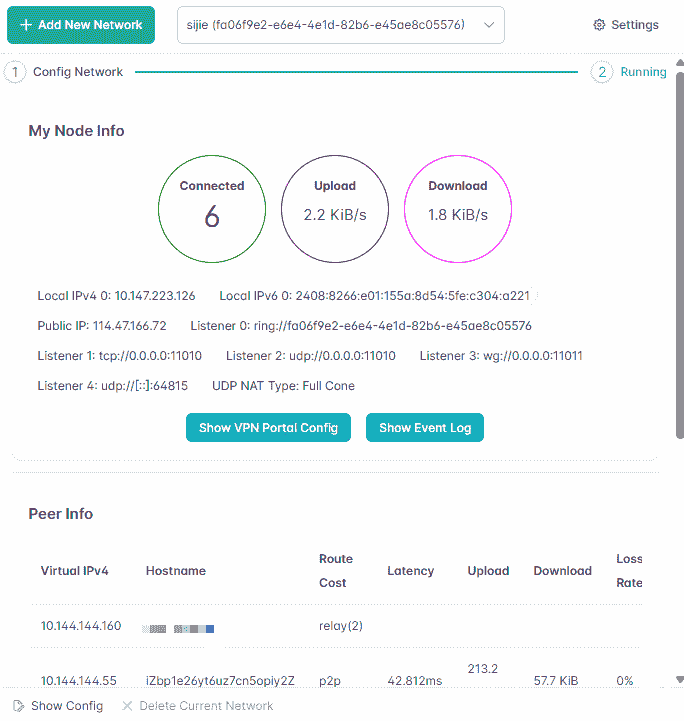 Add New Network
sijie (fa06f9e2-e6e4-4e1d-82b6-e45ae8c05576)
Settings
1 Config Network
2 Running
My Node Info
Connected
6
Upload
2.2 KiB/s
Download
1.8 KiB/s
Local IPv4 0: 10.147.223.126 Local IPv6 0: 2408:8266:e01:155a:8d54:5fe:c304:a221
Public IP: 114.47.166.72 Listener 0: ring://fa06f9e2-e6e4-4e1d-82b6-e45ae8c05576
Listener 1: tcp://0.0.0.0:11010 Listener 2: udp://0.0.0.0:11010 Listener 3: wg://0.0.0.0:11011
Listener 4: udp://[::]:64815 UDP NAT Type: Full Cone
Show VPN Portal Config Show Event Log
Peer Info
Virtual IPv4 Hostname Route Cost Latency Upload Download Loss Rate
10.144.144.160 relay(2)
10.144.144.55 iZbp1e26yt6uz7cn5opiy2Z p2p 42.812ms 213.2 57.7 KiB 0%
Show Config Delete Current Network